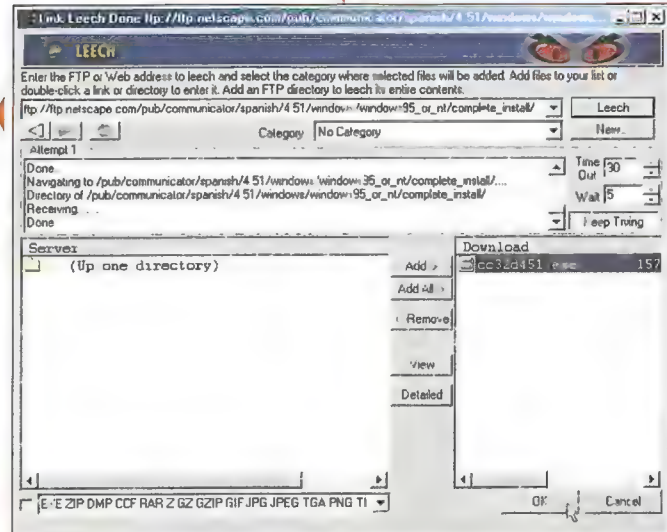 Link Leech Done ftp://ftp netscape com/pub/communicator/spanish/4 51/windows/windows...
LEECH
Enter the FTP or Web address to leech and select the category where selected files will be added. Add files to your list or
double-click a link or directory to enter it. Add an FTP directory to leech its entire contents.
ftp //ftp netscape com/pub/communicator/spanish/4 51/windows/windows95_or_nt/complete_install/
Leech
Category No Category
New..
Attempt 1
Done..
Navigating to /pub/communicator/spanish/4 51/windows/windows95_or_nt/complete_install/....
Directory of /pub/communicator/spanish/4 51/windows/windows95_or_nt/complete_install/
Receiving. . .
Done
Time Out 30
Wait 5
Keep Trying
Server
(Up one directory)
Add >
Add All >
< Remove
View
Detailed
Download
cc32d451 exe 157
EXE ZIP DMP CCF RAR Z GZ GZIP GIF JPG JPEG TGA PNG TI
OK
Cancel